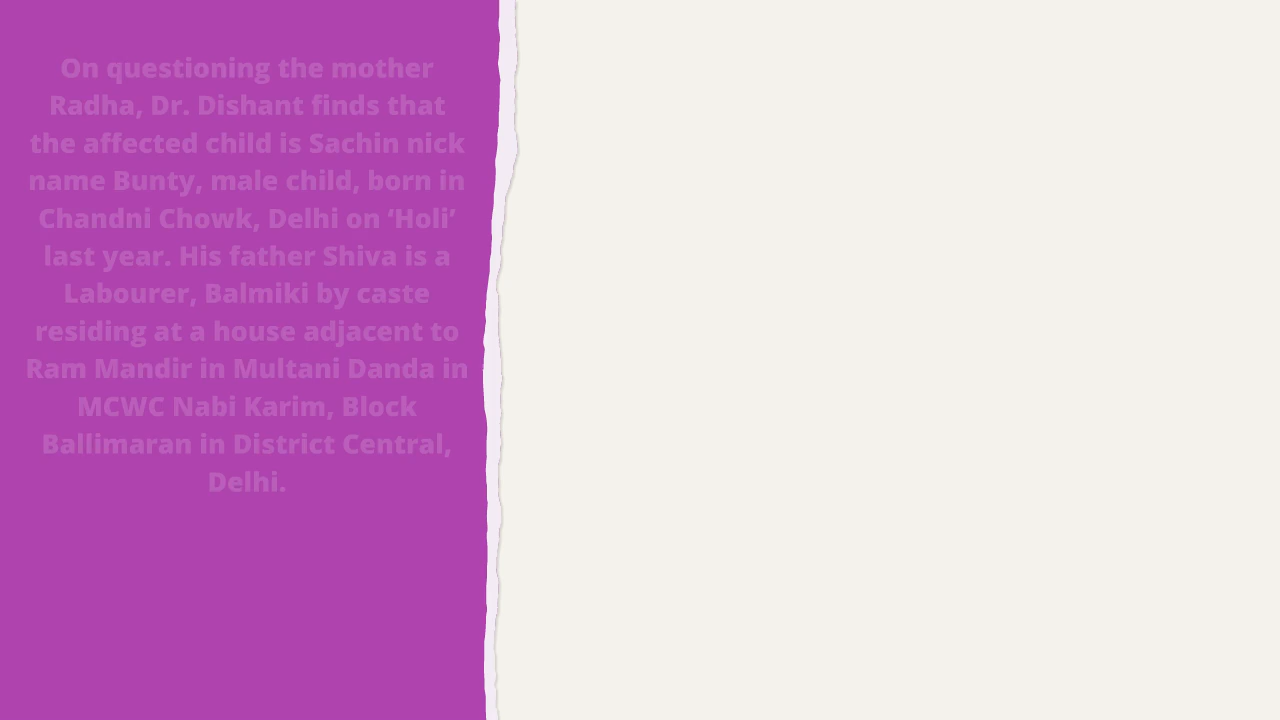 On questioning the mother
Radha, Dr. Dishant finds that
the affected child is Sachin nick
name Bunty, male child, born in
Chandni Chowk, Delhi on ‘Holi’
last year. His father Shiva is a
Labourer, Balmiki by caste
residing at a house adjacent to
Ram Mandir in Multani Danda in
MCWC Nabi Karim, Block
Ballimaran in District Central,
Delhi.